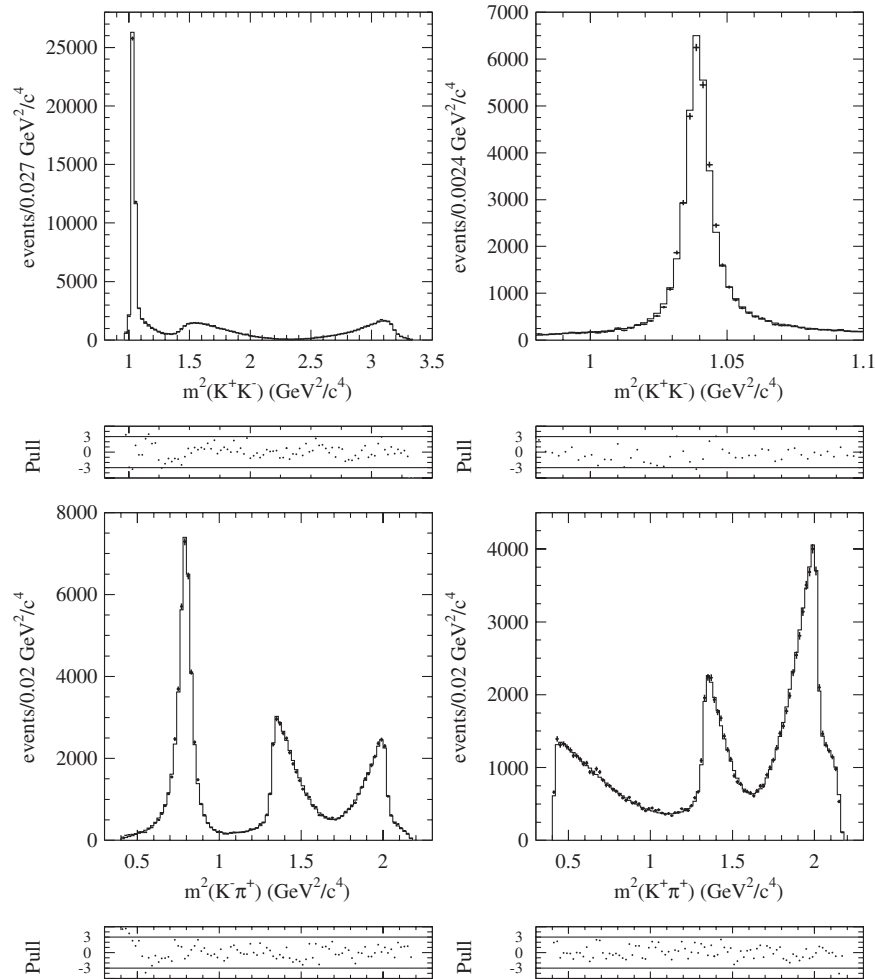 25000
20000
15000
10000
5000
0
events/0.027 GeV²/c⁴
1 1.5 2 2.5 3 3.5
m²(K⁺K⁻) (GeV²/c⁴)
7000
6000
5000
4000
3000
2000
1000
0
events/0.0024 GeV²/c⁴
1 1.05 1.1
m²(K⁺K⁻) (GeV²/c⁴)
Pull
3
0
-3
Pull
3
0
-3
8000
6000
4000
2000
0
events/0.02 GeV²/c⁴
0.5 1 1.5 2
m²(K⁻π⁺) (GeV²/c⁴)
4000
3000
2000
1000
0
events/0.02 GeV²/c⁴
0.5 1 1.5 2
m²(K⁺π⁺) (GeV²/c⁴)
Pull
3
0
-3
Pull
3
0
-3